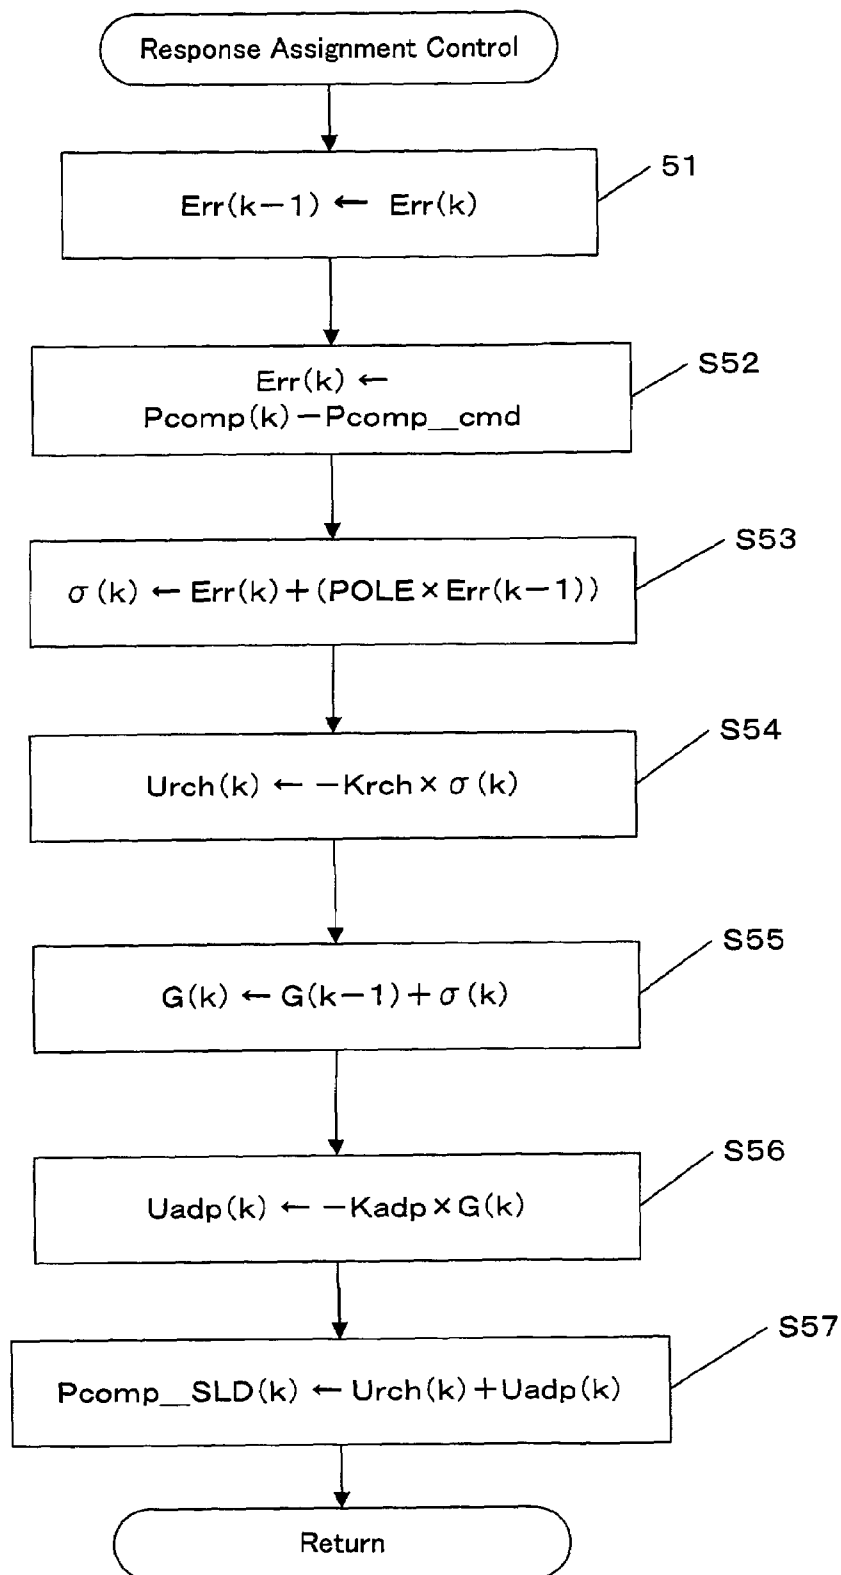 Response Assignment Control
51
Err(k−1) ← Err(k)
S52
Err(k) ←
Pcomp(k)−Pcomp__cmd
S53
σ(k) ← Err(k)+(POLE×Err(k−1))
S54
Urch(k) ← −Krch×σ(k)
S55
G(k) ← G(k−1)+σ(k)
S56
Uadp(k) ← −Kadp×G(k)
S57
Pcomp__SLD(k) ← Urch(k)+Uadp(k)
Return